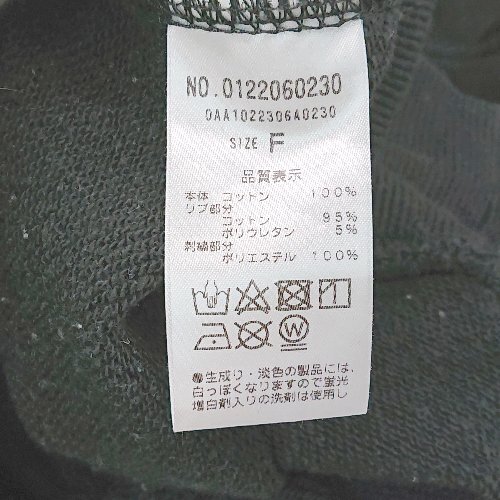 NO.0122060230
0AA1022306A0230
SIZE F
品質表示
本体 コットン 100%
リブ部分
コットン 95%
ポリウレタン 5%
刺繍部分
ポリエステル 100%
W
●生成り・淡色の製品には、
白っぽくなりますので蛍光
増白剤入りの洗剤は使用し